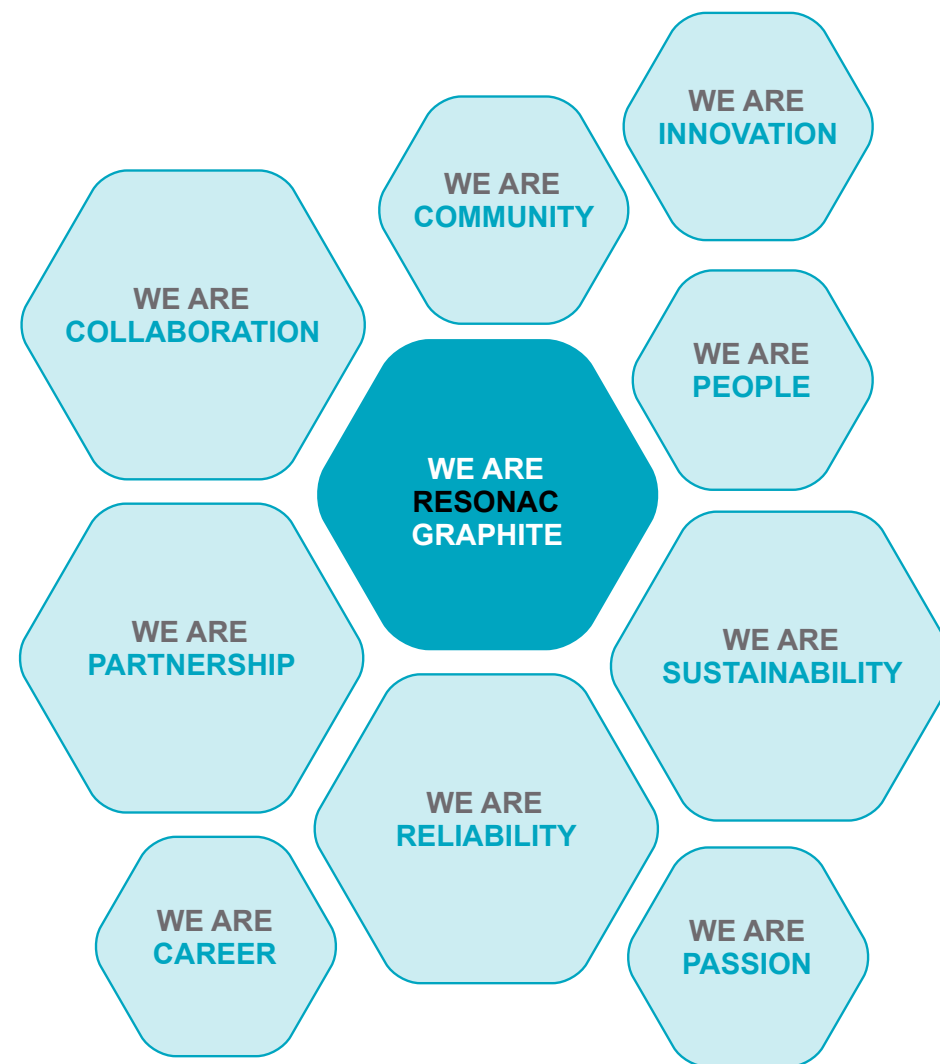 WE ARE
INNOVATION
WE ARE
COMMUNITY
WE ARE
COLLABORATION
WE ARE
PEOPLE
WE ARE
RESONAC
GRAPHITE
WE ARE
PARTNERSHIP
WE ARE
SUSTAINABILITY
WE ARE
RELIABILITY
WE ARE
CAREER
WE ARE
PASSION